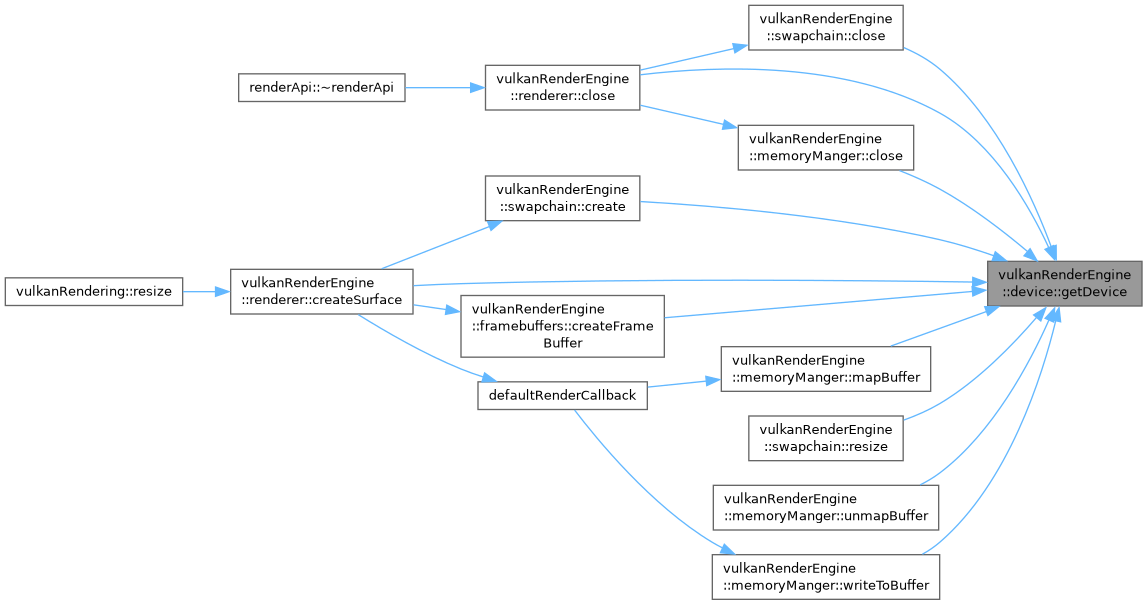 vulkanRenderEngine
::swapchain::close
renderApi::~renderApi
vulkanRenderEngine
::renderer::close
vulkanRenderEngine
::memoryManger::close
vulkanRenderEngine
::swapchain::create
vulkanRendering::resize
vulkanRenderEngine
::renderer::createSurface
vulkanRenderEngine
::device::getDevice
vulkanRenderEngine
::framebuffers::createFrame
Buffer
vulkanRenderEngine
::memoryManger::mapBuffer
defaultRenderCallback
vulkanRenderEngine
::swapchain::resize
vulkanRenderEngine
::memoryManger::unmapBuffer
vulkanRenderEngine
::memoryManger::writeToBuffer